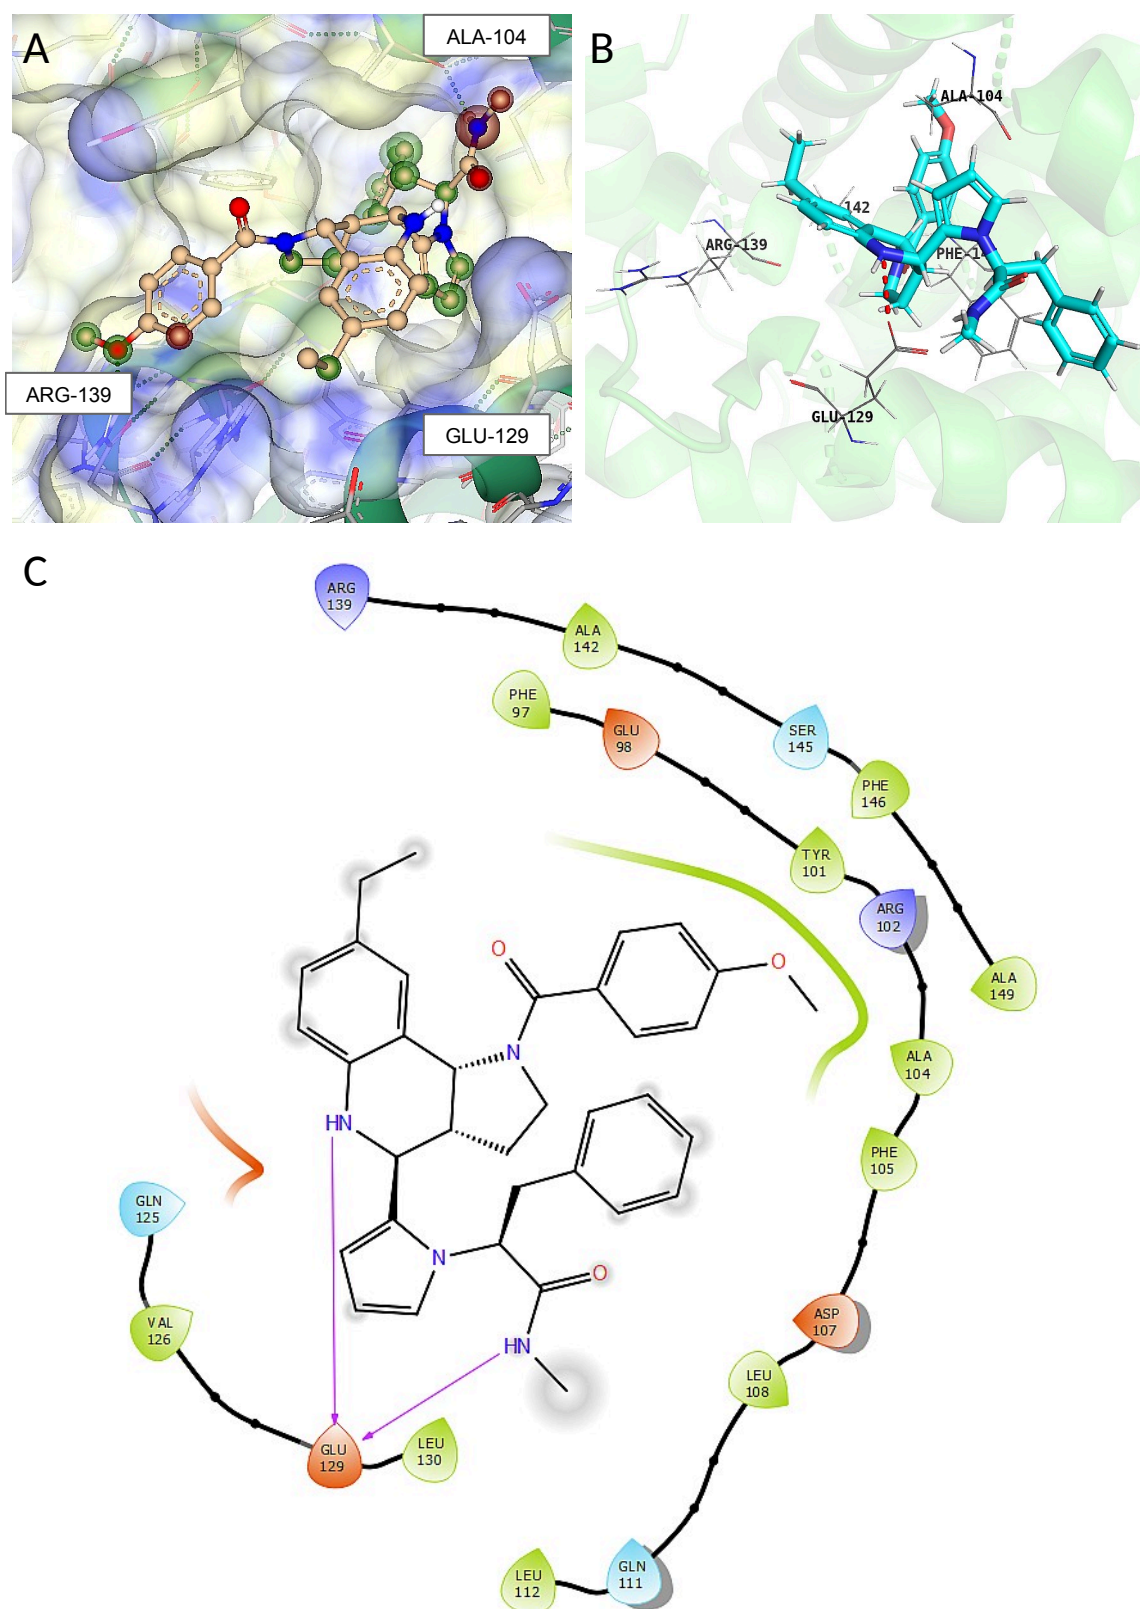 A
ALA-104
ARG-139
GLU-129
B
ALA-104
142
ARG-139
PHE-1
GLU-129
C
ARG
139
ALA
142
PHE
97
GLU
98
SER
145
PHE
146
TYR
101
ARG
102
ALA
149
ALA
104
PHE
105
O
O
N
HN
GLN
125
N
O
VAL
126
HN
ASP
107
LEU
108
GLU
129
LEU
130
LEU
112
GLN
111